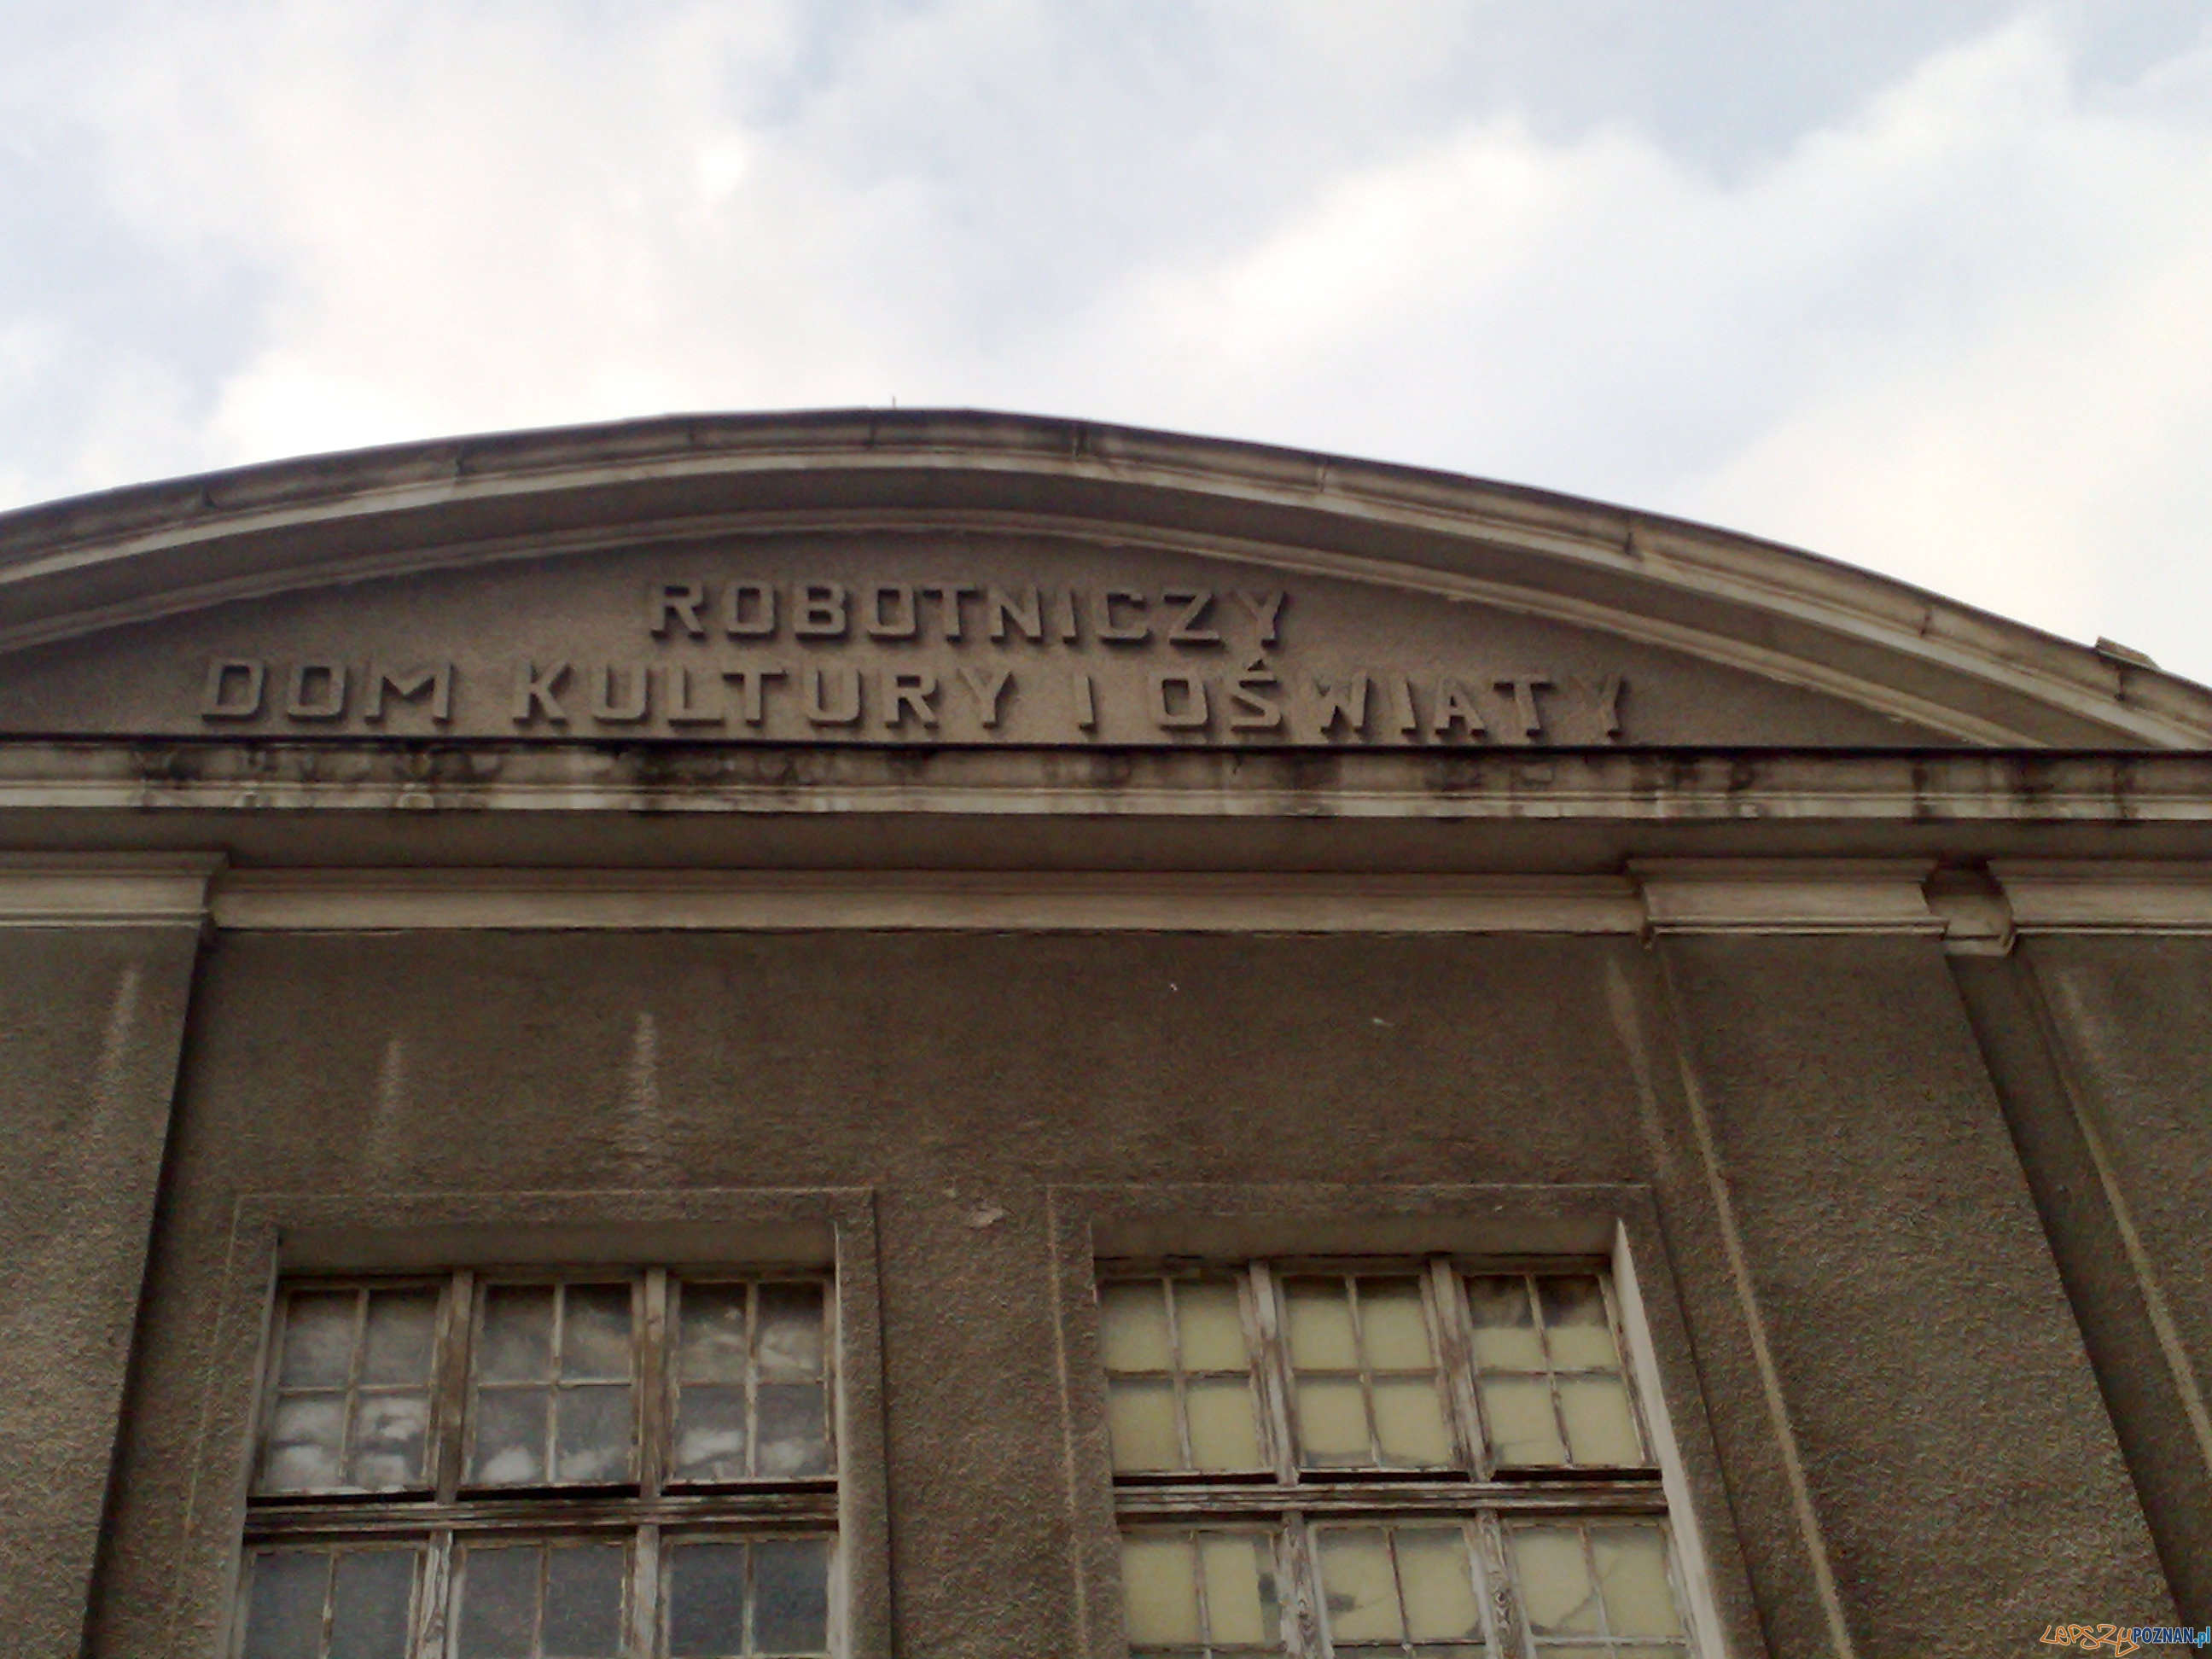 ROBOTNICZY
DOM KULTURY I OŚWIATY
LEPSZYPOZNAN.pl